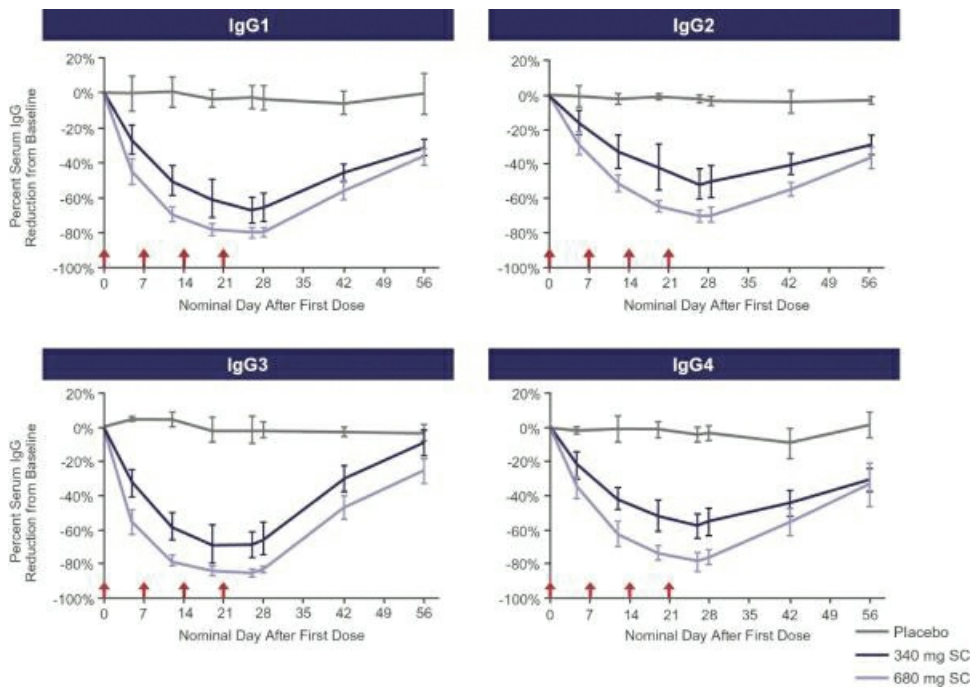 IgG1
20%
0%
-20%
-40%
-60%
-80%
-100%
Percent Serum IgG
Reduction from Baseline
0 7 14 21 28 35 42 49 56
Nominal Day After First Dose
IgG2
20%
0%
-20%
-40%
-60%
-80%
-100%
0 7 14 21 28 35 42 49 56
Nominal Day After First Dose
IgG3
20%
0%
-20%
-40%
-60%
-80%
-100%
Percent Serum IgG
Reduction from Baseline
0 7 14 21 28 35 42 49 56
Nominal Day After First Dose
IgG4
20%
0%
-20%
-40%
-60%
-80%
-100%
0 7 14 21 28 35 42 49 56
Nominal Day After First Dose
Placebo
340 mg SC
680 mg SC